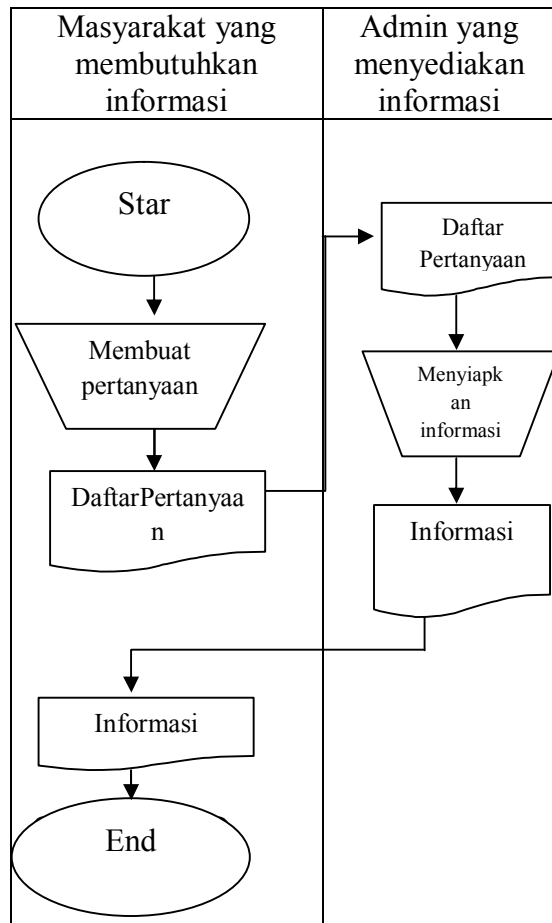 Masyarakat yang
membutuhkan
informasi
Admin yang
menyediakan
informasi
Star
Membuat
pertanyaan
DaftarPertanyaa
n
Daftar
Pertanyaan
Menyiapk
an
informasi
Informasi
Informasi
End